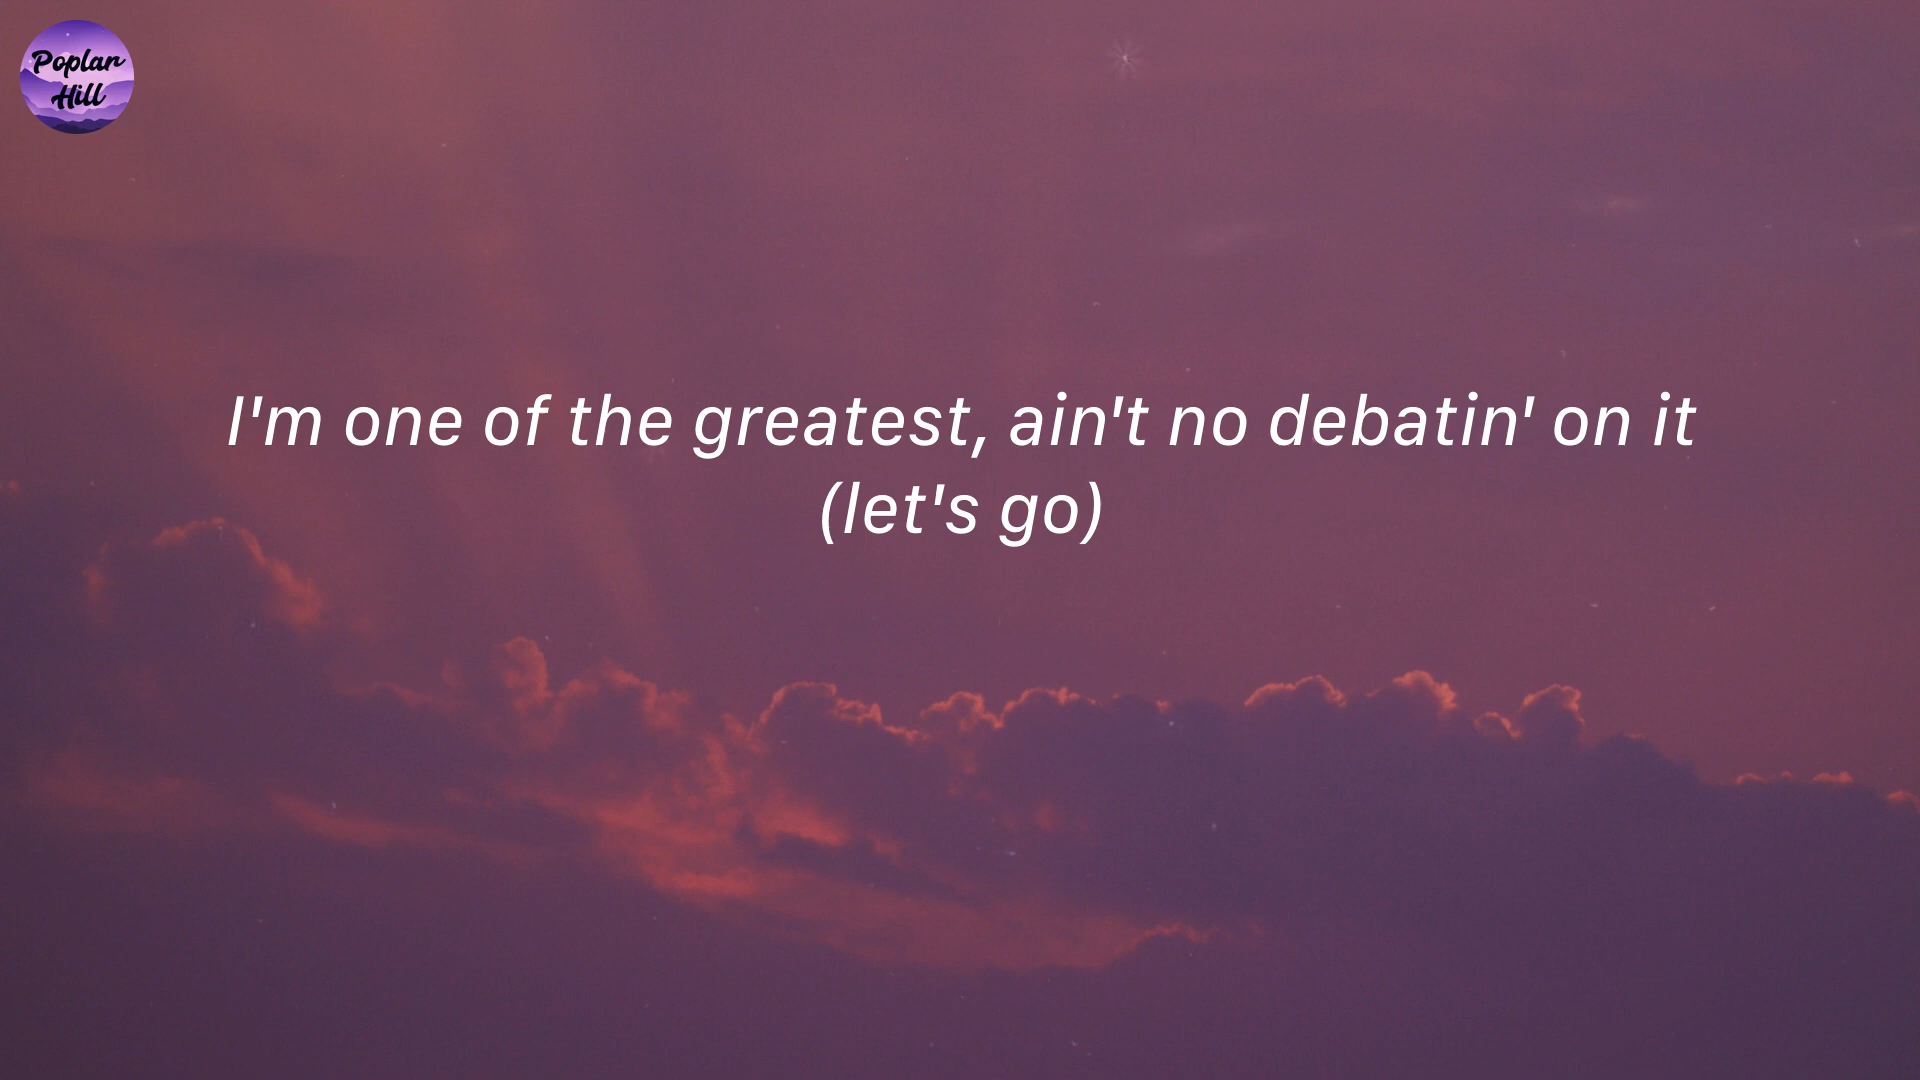 Poplar
Hill
I'm one of the greatest, ain't no debatin' on it
(let's go)